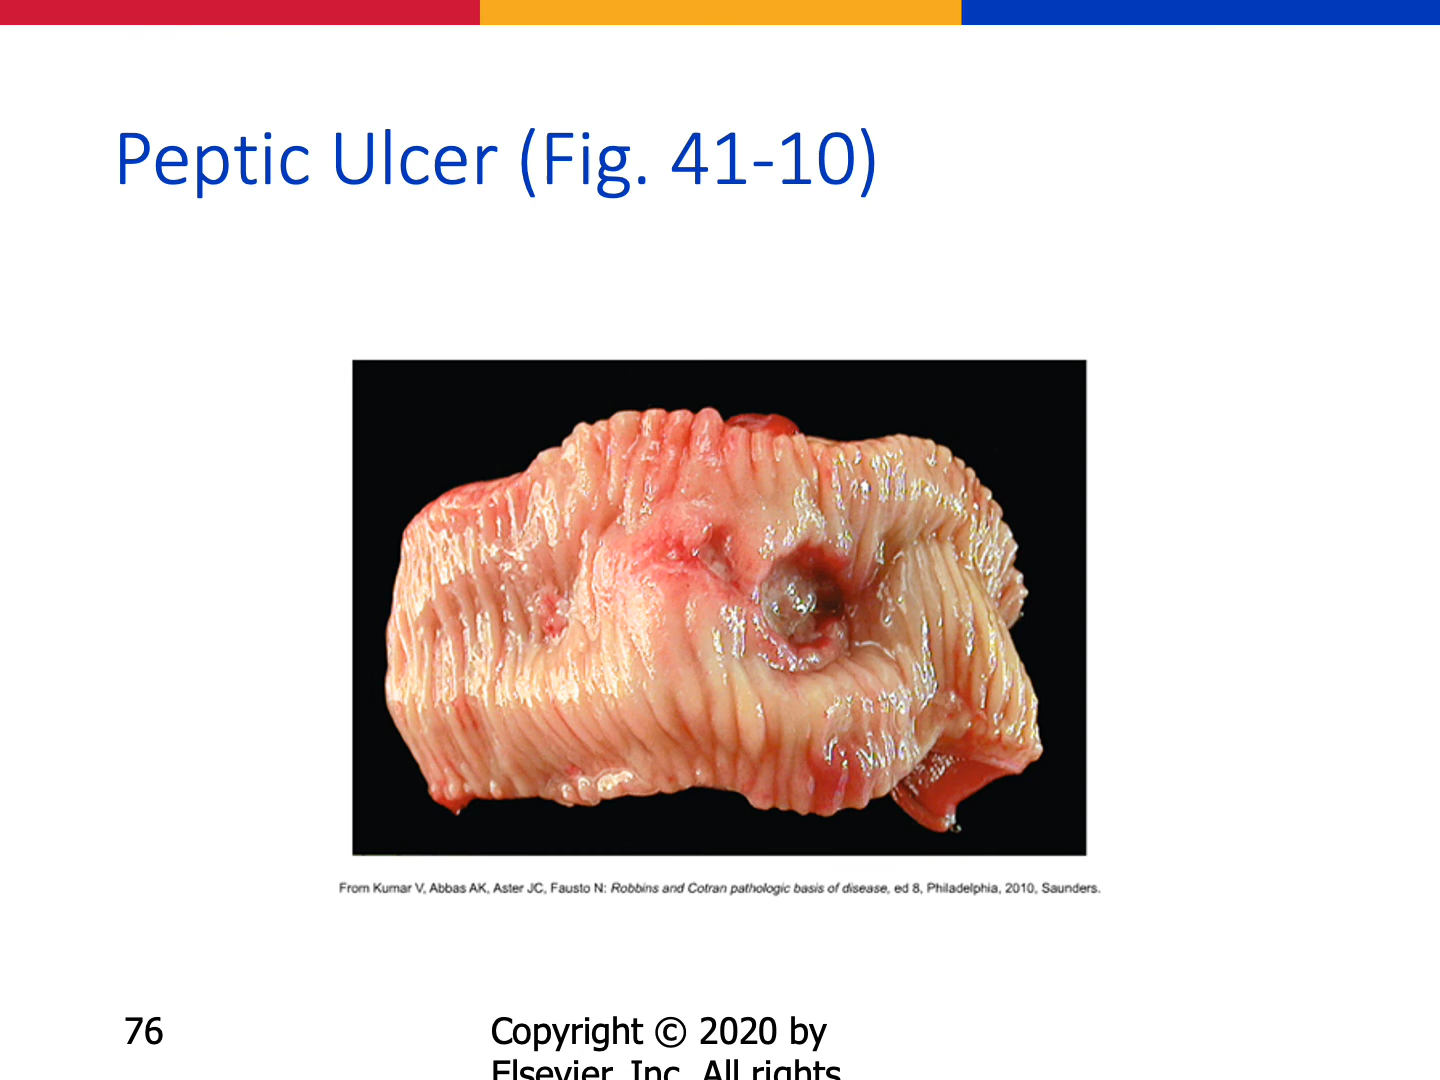 Peptic Ulcer (Fig. 41-10)
From Kumar V, Abbas AK, Aster JC, Fausto N: Robbins and Cotran pathologic basis of disease, ed 8, Philadelphia, 2010, Saunders.
76
Copyright © 2020 by
Elsevier, Inc. All rights